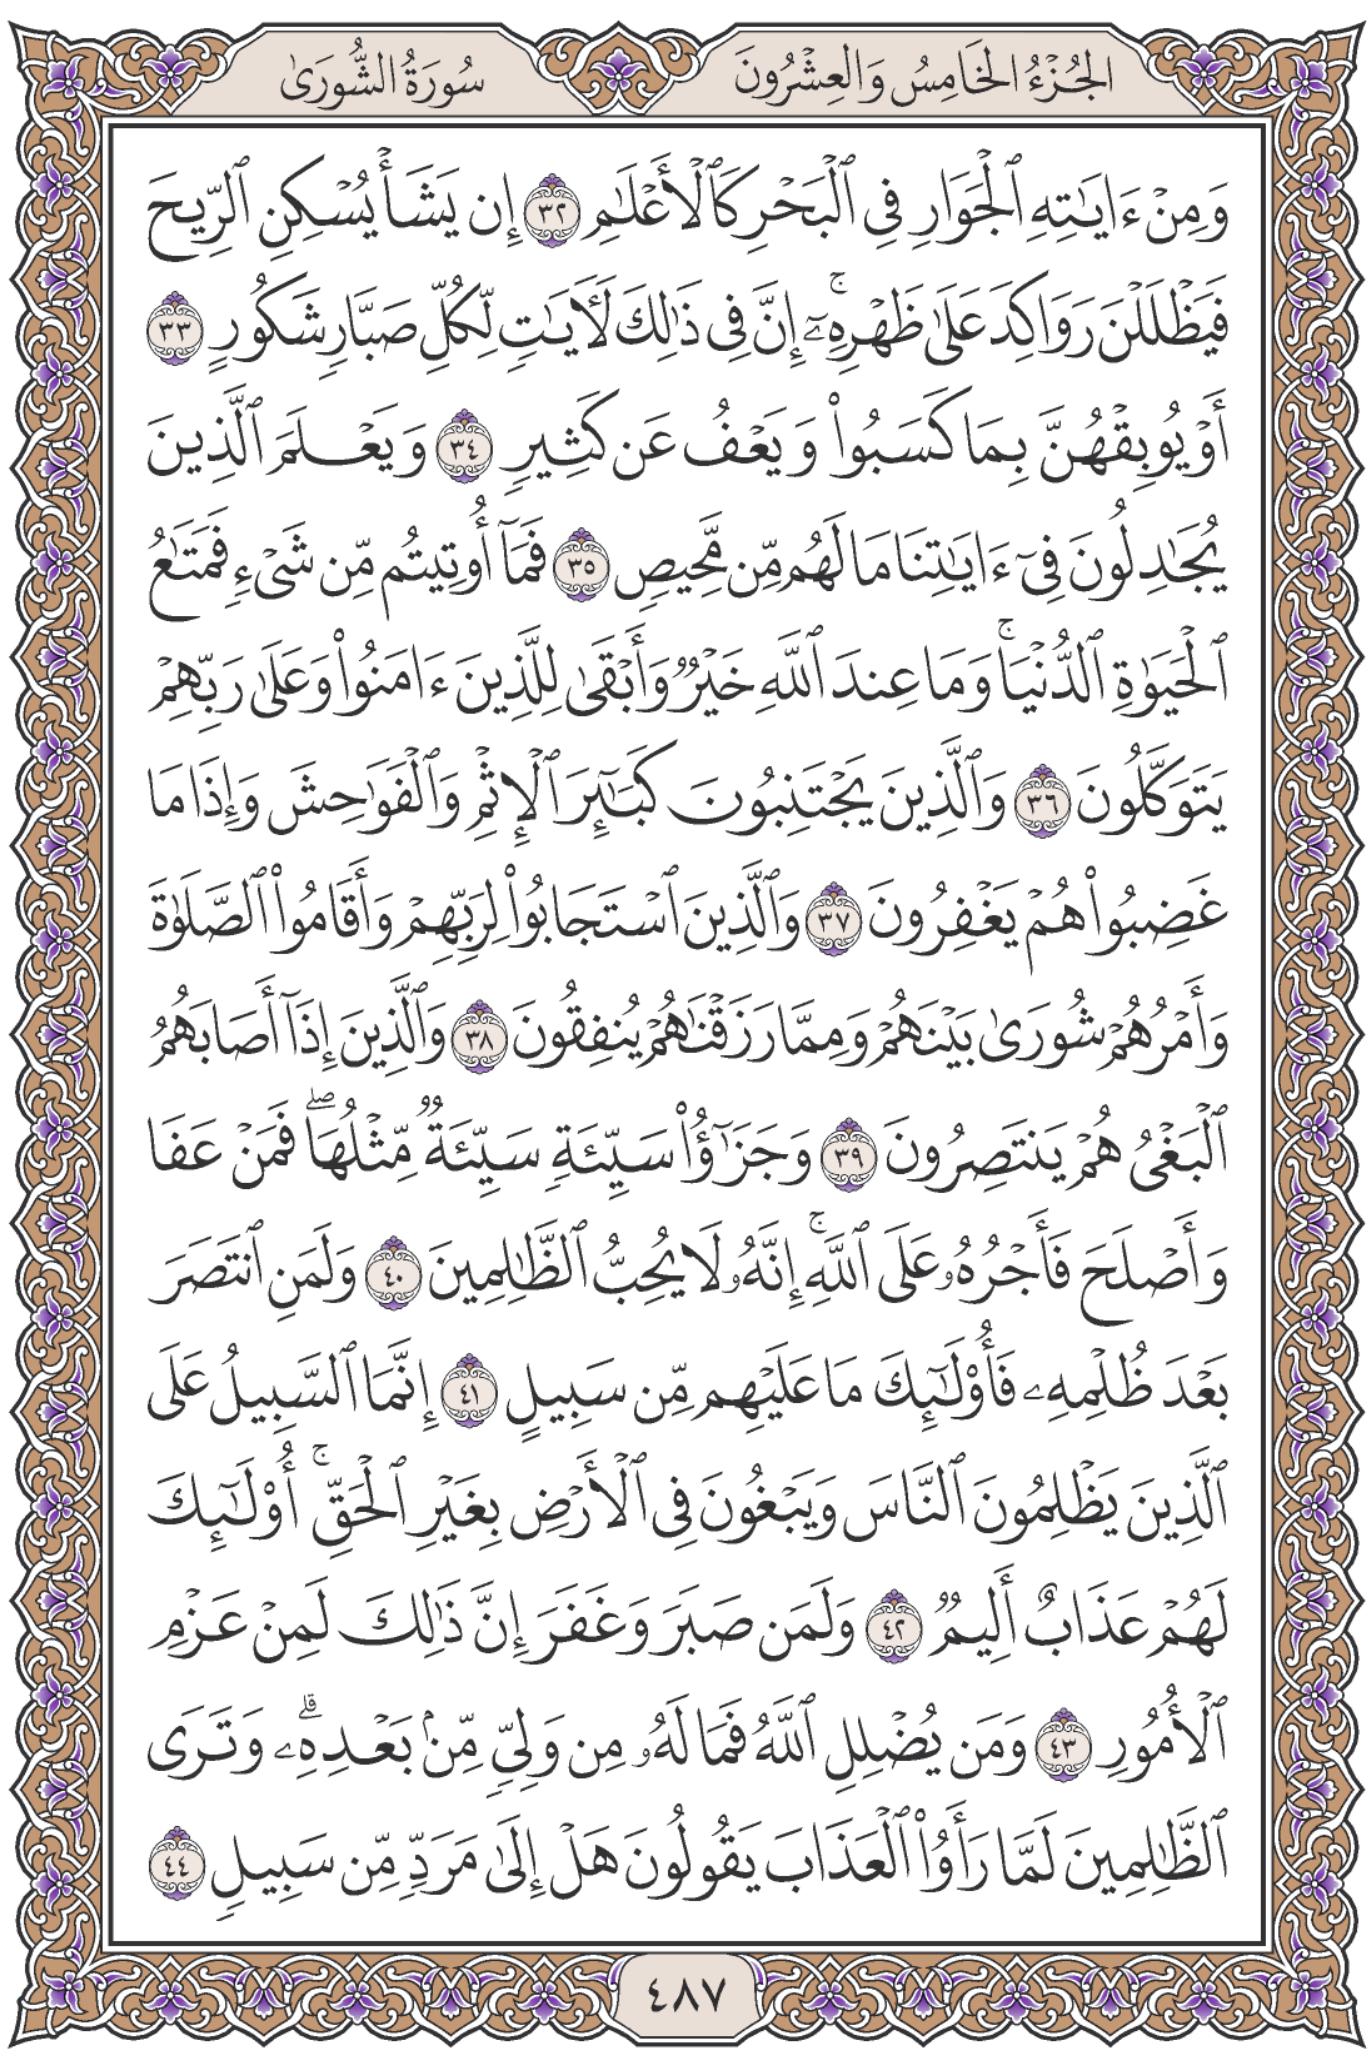 الجُزْءُ الخَامِسُ وَالعِشْرُونَ
سُورَةُ الشُّورَىٰ
وَمِنْ ءَايَٰتِهِ ٱلْجَوَارِ فِى ٱلْبَحْرِ كَٱلْأَعْلَٰمِ ٣٢ إِن يَشَأْ يُسْكِنِ ٱلرِّيحَ
فَيَظْلَلْنَ رَوَاكِدَ عَلَىٰ ظَهْرِهِۦٓ ۚ إِنَّ فِى ذَٰلِكَ لَءَايَٰتٍ لِّكُلِّ صَبَّارٍ شَكُورٍ ٣٣
أَوْ يُوبِقْهُنَّ بِمَا كَسَبُوا۟ وَيَعْفُ عَن كَثِيرٍ ٣٤ وَيَعْلَمَ ٱلَّذِينَ
يُجَٰدِلُونَ فِىٓ ءَايَٰتِنَا مَا لَهُم مِّن مَّحِيصٍ ٣٥ فَمَآ أُوتِيتُم مِّن شَىْءٍ فَمَتَٰعُ
ٱلْحَيَوٰةِ ٱلدُّنْيَا ۚ وَمَا عِندَ ٱللَّهِ خَيْرٌ وَأَبْقَىٰ لِلَّذِينَ ءَامَنُوا۟ وَعَلَىٰ رَبِّهِمْ
يَتَوَكَّلُونَ ٣٦ وَٱلَّذِينَ يَجْتَنِبُونَ كَبَٰٓئِرَ ٱلْإِثْمِ وَٱلْفَوَٰحِشَ وَإِذَا مَا
غَضِبُوا۟ هُمْ يَغْفِرُونَ ٣٧ وَٱلَّذِينَ ٱسْتَجَابُوا۟ لِرَبِّهِمْ وَأَقَامُوا۟ ٱلصَّلَوٰةَ
وَأَمْرُهُمْ شُورَىٰ بَيْنَهُمْ وَمِمَّا رَزَقْنَٰهُمْ يُنفِقُونَ ٣٨ وَٱلَّذِينَ إِذَآ أَصَابَهُمُ
ٱلْبَغْىُ هُمْ يَنتَصِرُونَ ٣٩ وَجَزَٰٓؤُا۟ سَيِّئَةٍ سَيِّئَةٌ مِّثْلُهَا ۖ فَمَنْ عَفَا
وَأَصْلَحَ فَأَجْرُهُۥ عَلَى ٱللَّهِ ۚ إِنَّهُۥ لَا يُحِبُّ ٱلظَّٰلِمِينَ ٤٠ وَلَمَنِ ٱنتَصَرَ
بَعْدَ ظُلْمِهِۦ فَأُو۟لَٰٓئِكَ مَا عَلَيْهِم مِّن سَبِيلٍ ٤١ إِنَّمَا ٱلسَّبِيلُ عَلَى
ٱلَّذِينَ يَظْلِمُونَ ٱلنَّاسَ وَيَبْغُونَ فِى ٱلْأَرْضِ بِغَيْرِ ٱلْحَقِّ ۚ أُو۟لَٰٓئِكَ
لَهُمْ عَذَابٌ أَلِيمٌ ٤٢ وَلَمَن صَبَرَ وَغَفَرَ إِنَّ ذَٰلِكَ لَمِنْ عَزْمِ
ٱلْأُمُورِ ٤٣ وَمَن يُضْلِلِ ٱللَّهُ فَمَا لَهُۥ مِن وَلِىٍّ مِّنۢ بَعْدِهِۦ ۗ وَتَرَى
ٱلظَّٰلِمِينَ لَمَّا رَأَوُا۟ ٱلْعَذَابَ يَقُولُونَ هَلْ إِلَىٰ مَرَدٍّ مِّن سَبِيلٍ ٤٤
٤٨٧